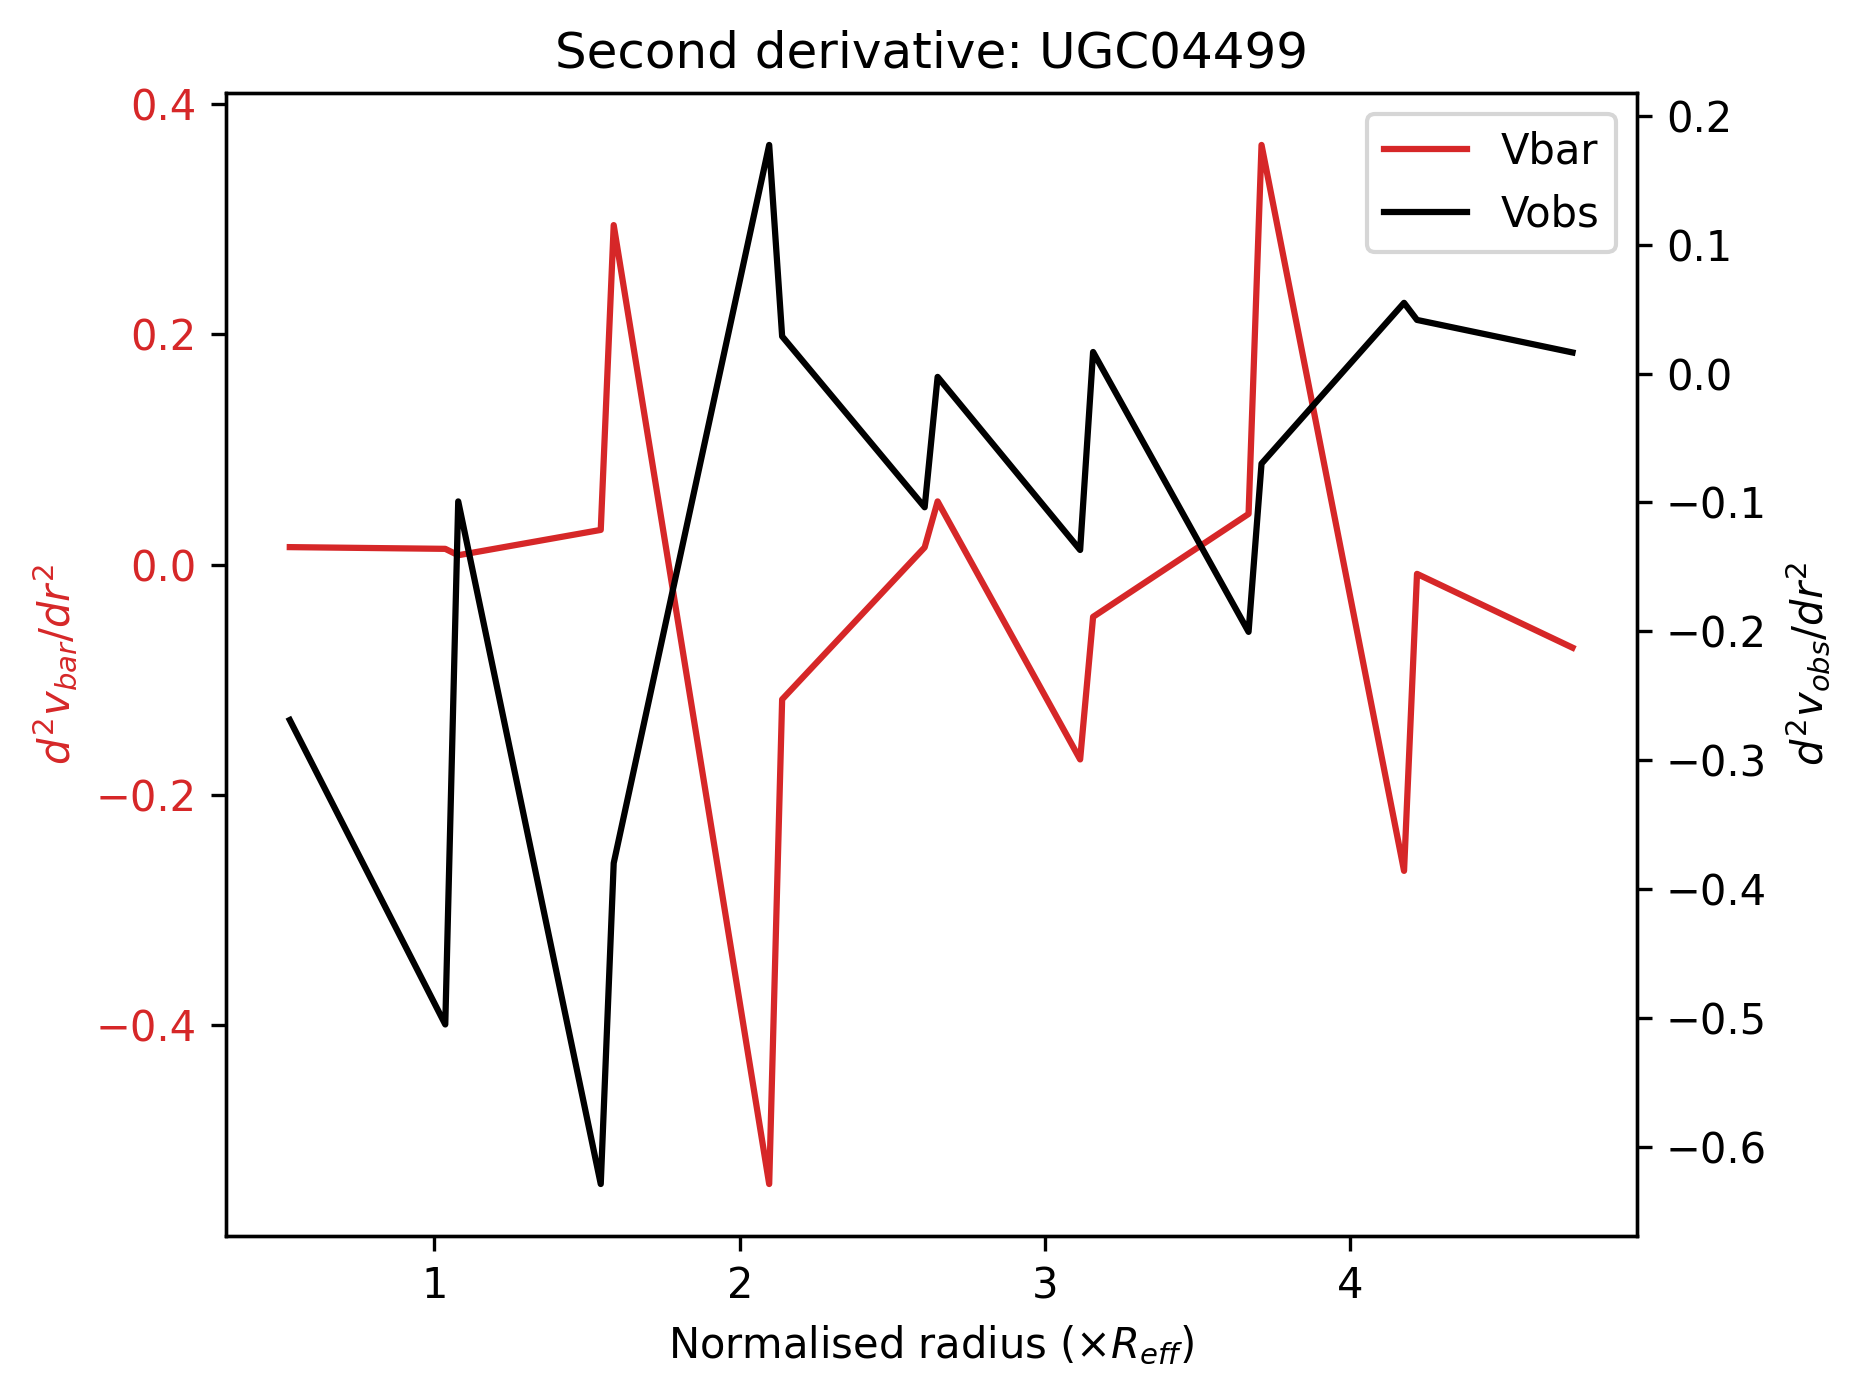 Second derivative: UGC04499
0.4
0.2
0.0
−0.2
−0.4
d²v_bar/dr²
Vbar
Vobs
0.2
0.1
0.0
−0.1
−0.2
−0.3
−0.4
−0.5
−0.6
d²v_obs/dr²
1 2 3 4
Normalised radius (×R_eff)